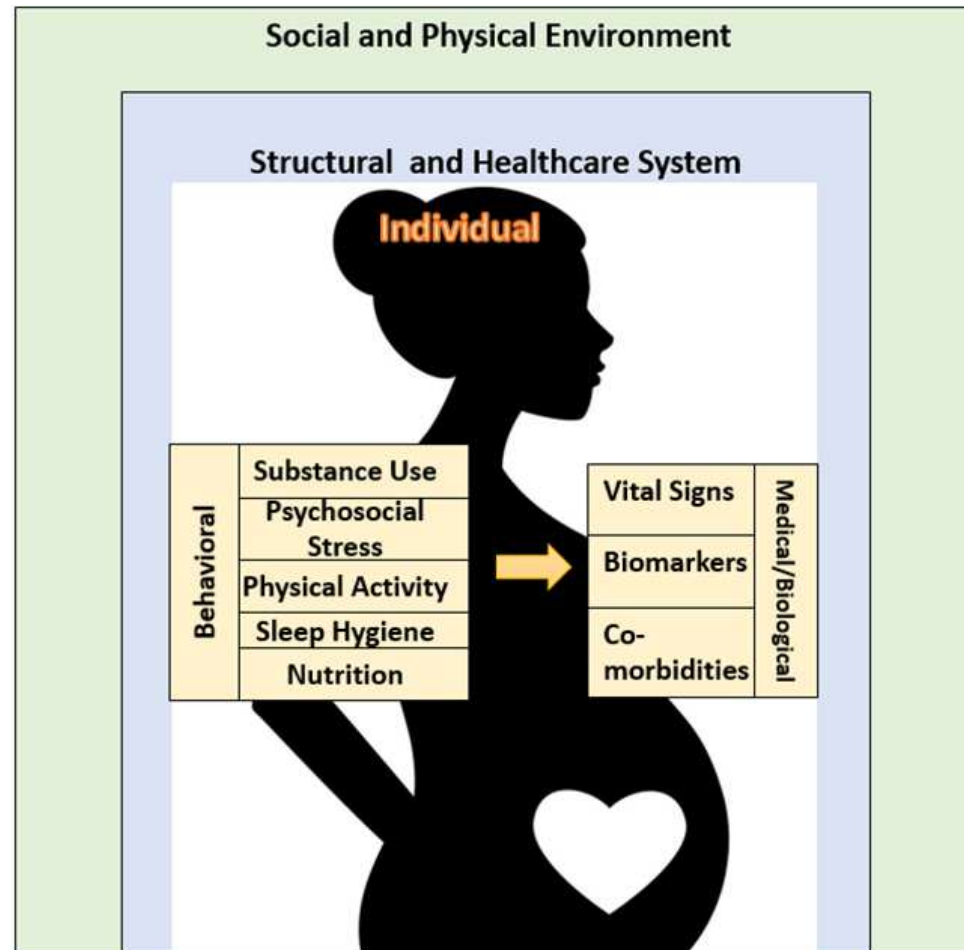 Social and Physical Environment
Structural and Healthcare System
Individual
Behavioral
Substance Use
Psychosocial
Stress
Physical Activity
Sleep Hygiene
Nutrition
Vital Signs
Biomarkers
Co-
morbidities
Medical/Biological